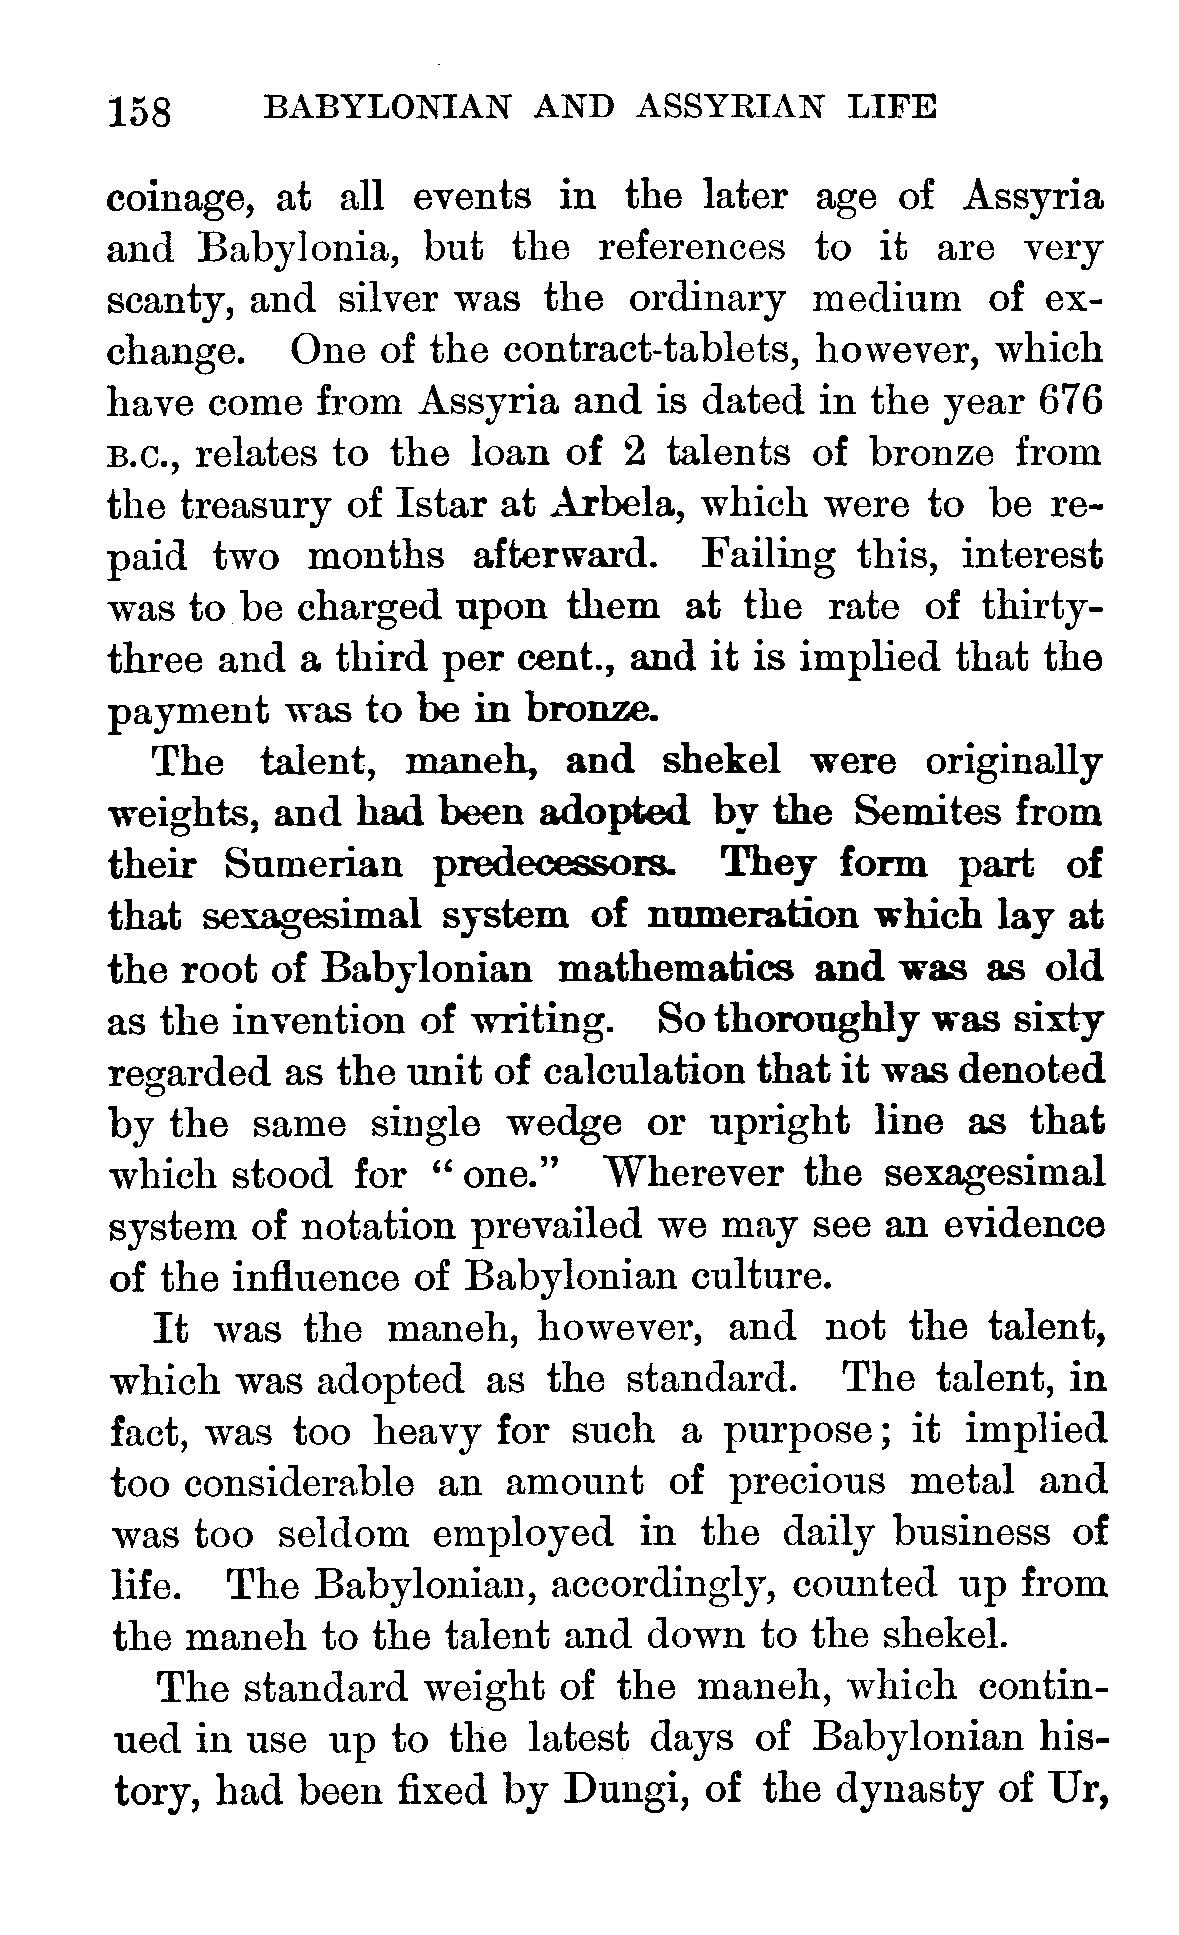 158 BABYLONIAN AND ASSYRIAN LIFE
coinage, at all events in the later age of Assyria
and Babylonia, but the references to it are very
scanty, and silver was the ordinary medium of ex-
change. One of the contract-tablets, however, which
have come from Assyria and is dated in the year 676
B.C., relates to the loan of 2 talents of bronze from
the treasury of Istar at Arbela, which were to be re-
paid two months afterward. Failing this, interest
was to be charged upon them at the rate of thirty-
three and a third per cent., and it is implied that the
payment was to be in bronze.
The talent, maneh, and shekel were originally
weights, and had been adopted by the Semites from
their Sumerian predecessors. They form part of
that sexagesimal system of numeration which lay at
the root of Babylonian mathematics and was as old
as the invention of writing. So thoroughly was sixty
regarded as the unit of calculation that it was denoted
by the same single wedge or upright line as that
which stood for “one.” Wherever the sexagesimal
system of notation prevailed we may see an evidence
of the influence of Babylonian culture.
It was the maneh, however, and not the talent,
which was adopted as the standard. The talent, in
fact, was too heavy for such a purpose; it implied
too considerable an amount of precious metal and
was too seldom employed in the daily business of
life. The Babylonian, accordingly, counted up from
the maneh to the talent and down to the shekel.
The standard weight of the maneh, which contin-
ued in use up to the latest days of Babylonian his-
tory, had been fixed by Dungi, of the dynasty of Ur,